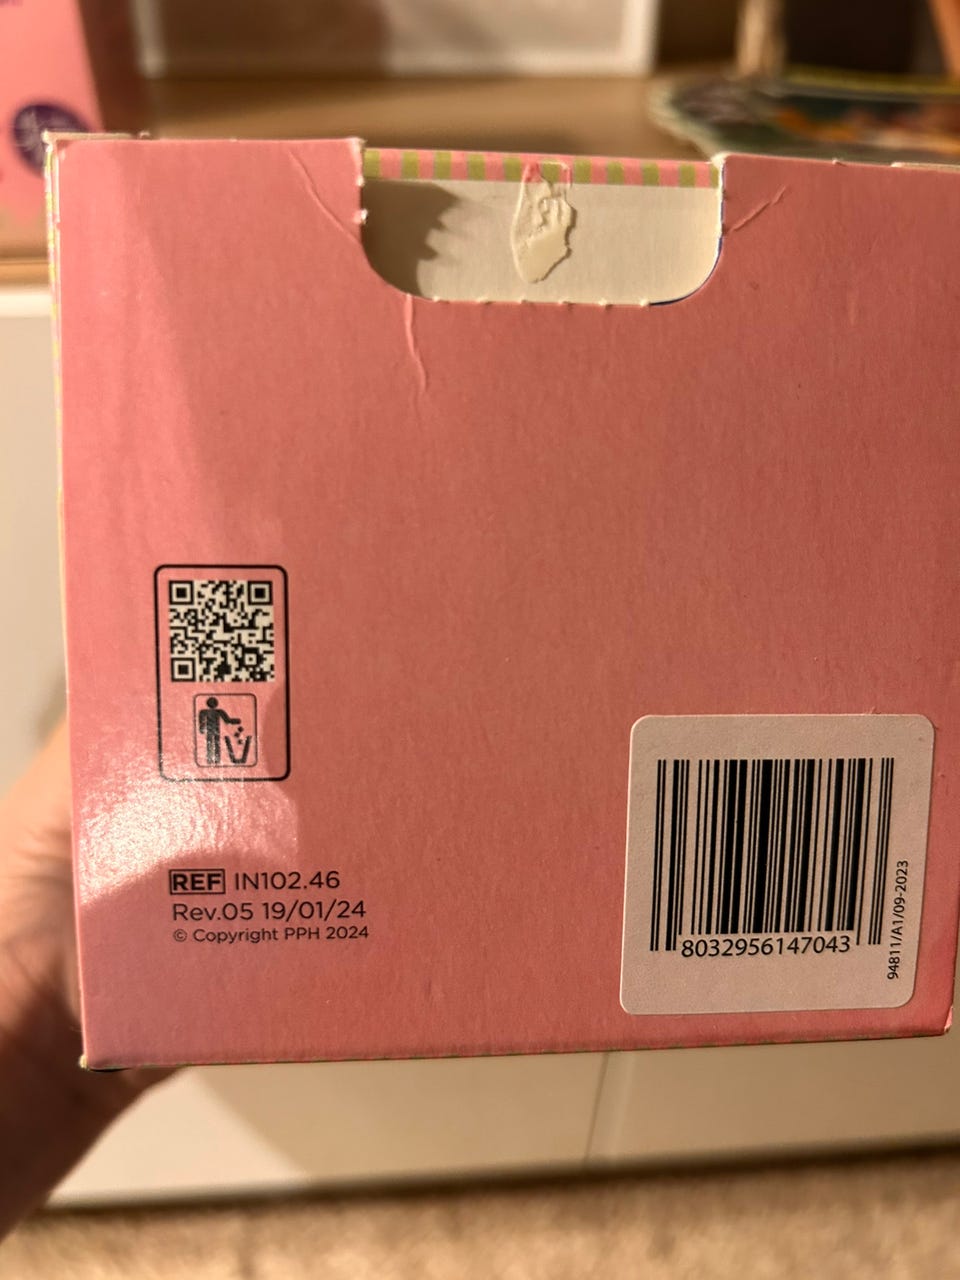 REF IN102.46
Rev.05 19/01/24
© Copyright PPH 2024
8032956147043
94811/A1/09-2023